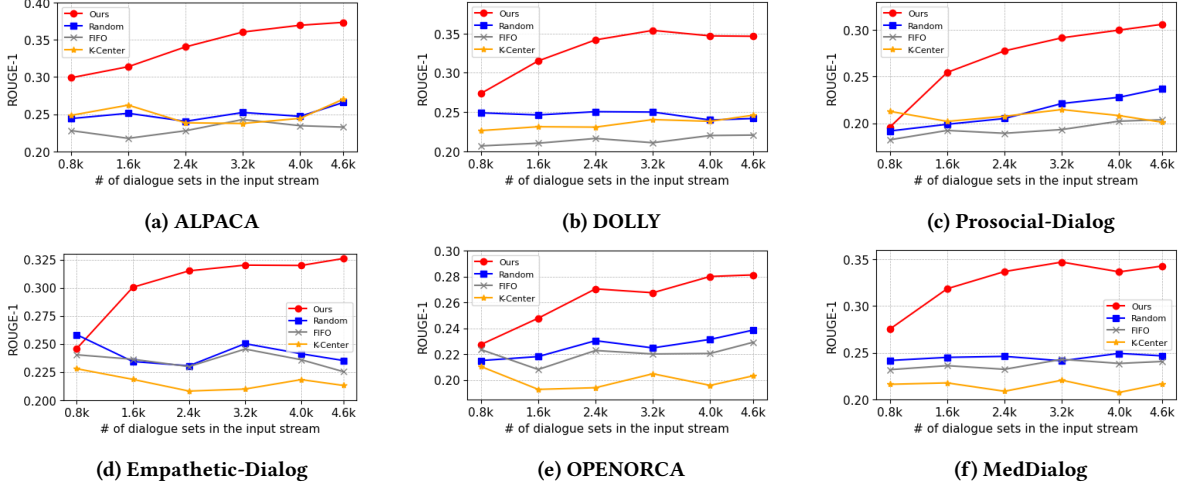 0.40
0.35
0.30
0.25
0.20
ROUGE-1
Ours
Random
FIFO
K-Center
0.8k 1.6k 2.4k 3.2k 4.0k 4.6k
# of dialogue sets in the input stream
(a) ALPACA
0.40
0.35
0.30
0.25
0.20
ROUGE-1
Ours
Random
FIFO
K-Center
0.8k 1.6k 2.4k 3.2k 4.0k 4.6k
# of dialogue sets in the input stream
(b) DOLLY
0.30
0.25
0.20
ROUGE-1
Ours
Random
FIFO
K-Center
0.8k 1.6k 2.4k 3.2k 4.0k 4.6k
# of dialogue sets in the input stream
(c) Prosocial-Dialog
0.325
0.300
0.275
0.250
0.225
0.200
ROUGE-1
Ours
Random
FIFO
K-Center
0.8k 1.6k 2.4k 3.2k 4.0k 4.6k
# of dialogue sets in the input stream
(d) Empathetic-Dialog
0.30
0.28
0.26
0.24
0.22
0.20
ROUGE-1
Ours
Random
FIFO
K-Center
0.8k 1.6k 2.4k 3.2k 4.0k 4.6k
# of dialogue sets in the input stream
(e) OPENORCA
0.35
0.30
0.25
0.20
ROUGE-1
Ours
Random
FIFO
K-Center
0.8k 1.6k 2.4k 3.2k 4.0k 4.6k
# of dialogue sets in the input stream
(f) MedDialog